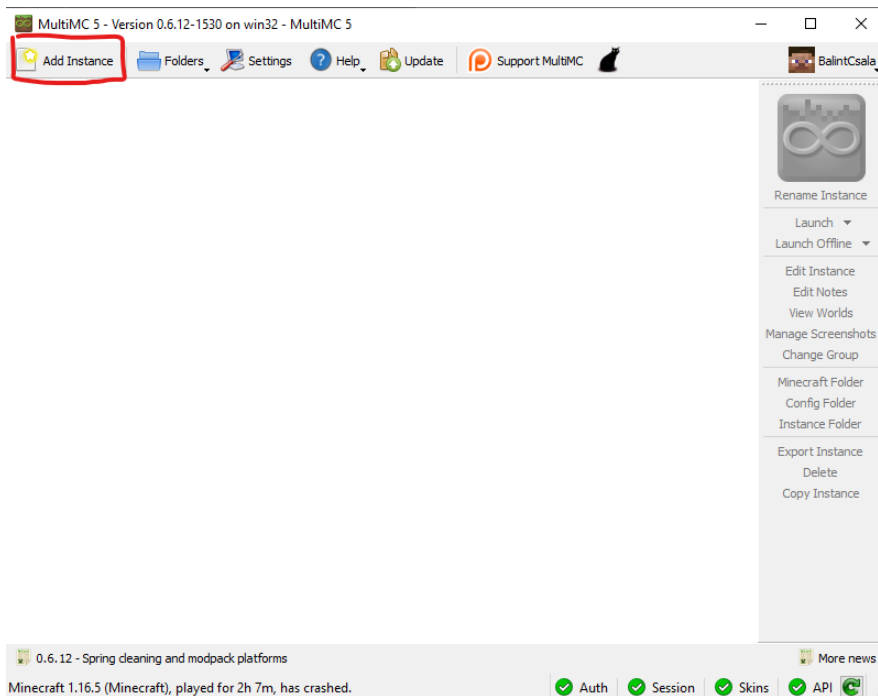 MultiMC 5 - Version 0.6.12-1530 on win32 - MultiMC 5
Add Instance Folders Settings Help Update Support MultiMC BalintCsala
Rename Instance
Launch
Launch Offline
Edit Instance
Edit Notes
View Worlds
Manage Screenshots
Change Group
Minecraft Folder
Config Folder
Instance Folder
Export Instance
Delete
Copy Instance
0.6.12 - Spring cleaning and modpack platforms More news
Minecraft 1.16.5 (Minecraft), played for 2h 7m, has crashed. Auth Session Skins API